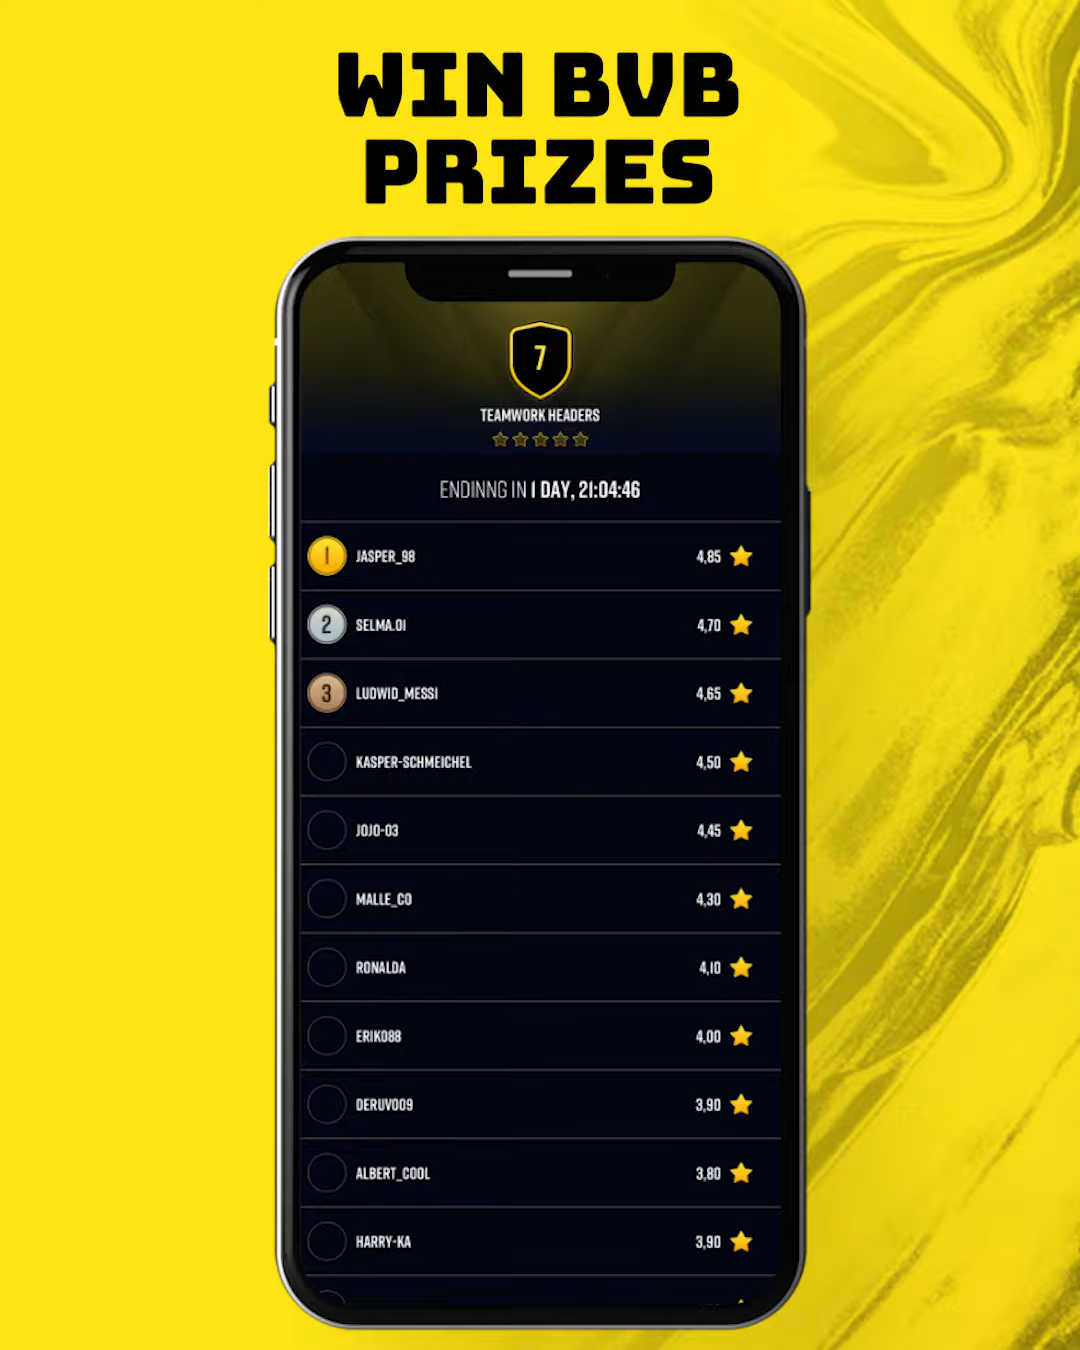 WIN BVB
PRIZES
7
TEAMWORK HEADERS
ENDINNG IN 1 DAY, 21:04:46
1 JASPER_98 4,85
2 SELMA.01 4,70
3 LUDWID_MESSI 4,65
KASPER-SCHMEICHEL 4,50
JOJO-03 4,45
MALLE_CO 4,30
RONALDA 4,10
ERIK088 4,00
DERUVO09 3,90
ALBERT_COOL 3,80
HARRY-KA 3,90